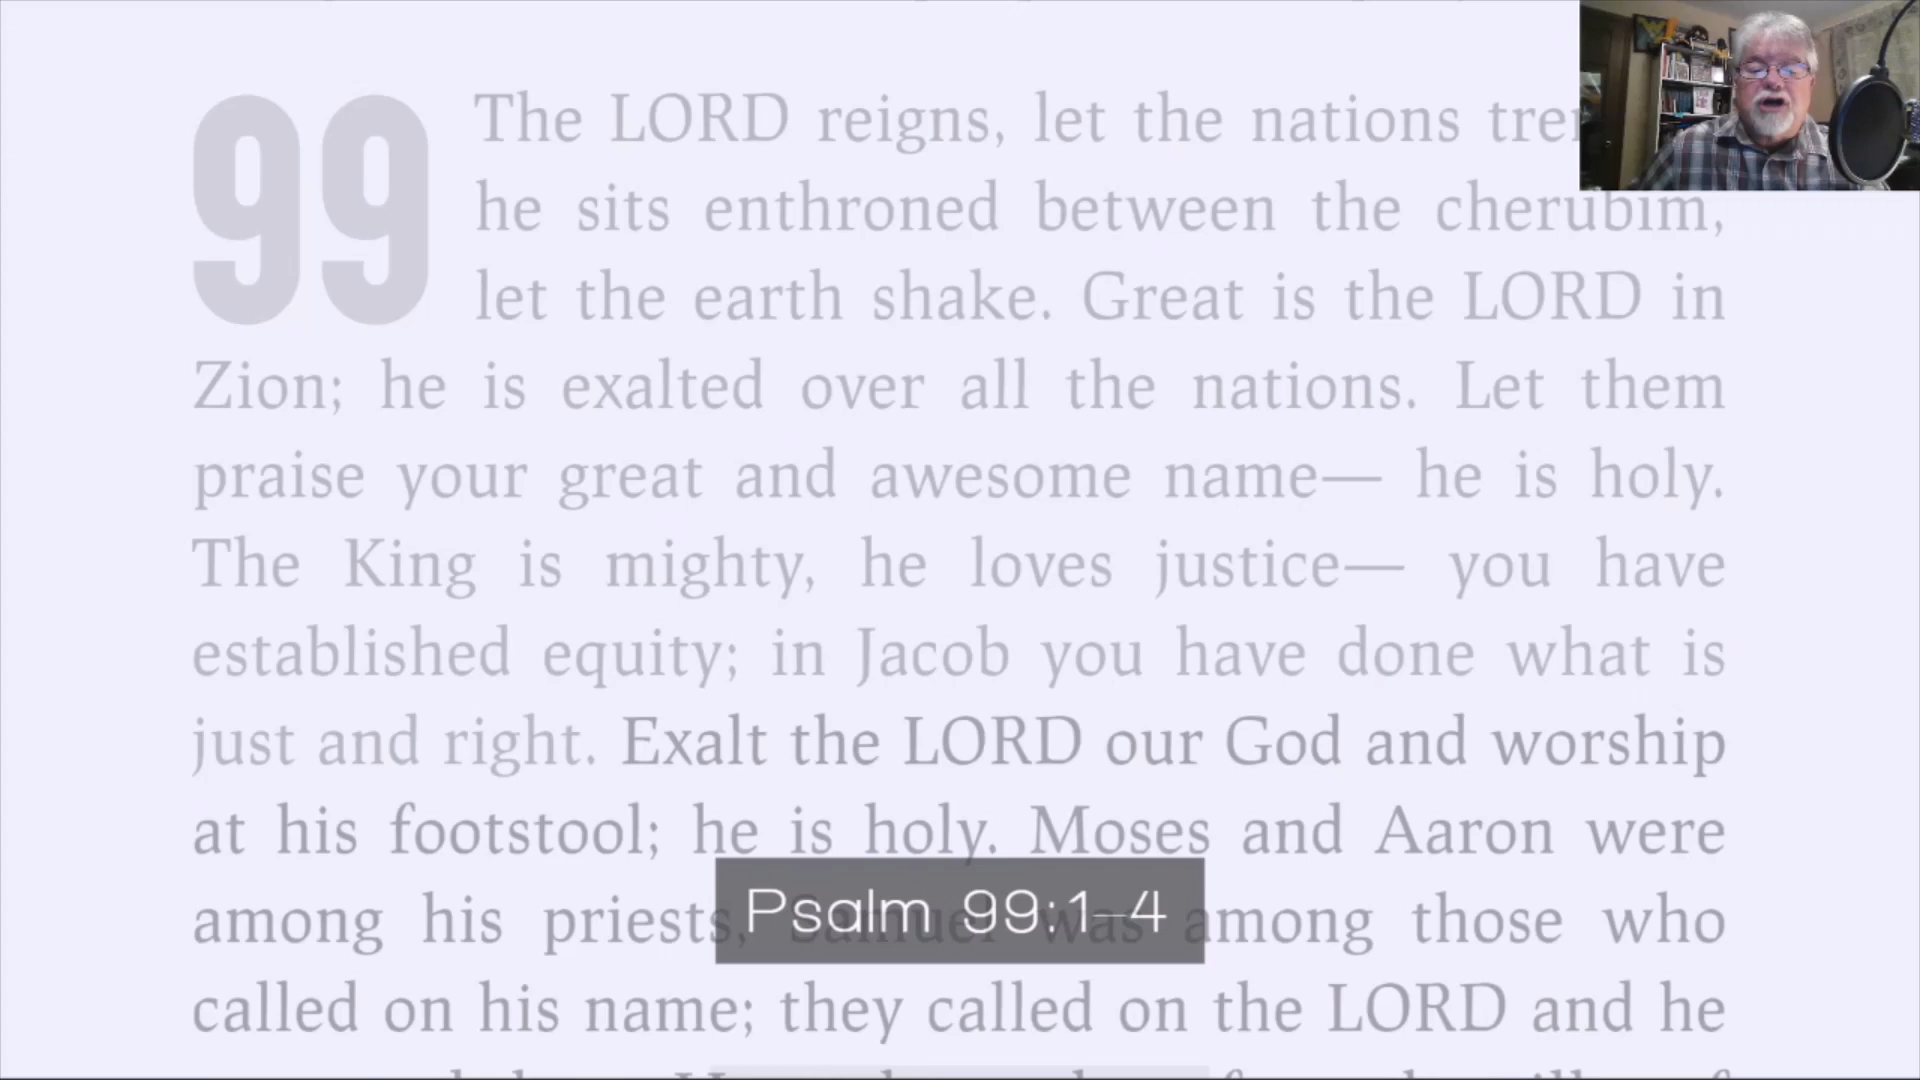 99
The LORD reigns, let the nations
he sits enthroned between the cherubim,
let the earth shake. Great is the LORD in
Zion; he is exalted over all the nations. Let them
praise your great and awesome name— he is holy.
The King is mighty, he loves justice— you have
established equity; in Jacob you have done what is
just and right. Exalt the LORD our God and worship
at his footstool; he is holy. Moses and Aaron were
among his priests, Samuel was among those who
Psalm 99:1–4
called on his name; they called on the LORD and he